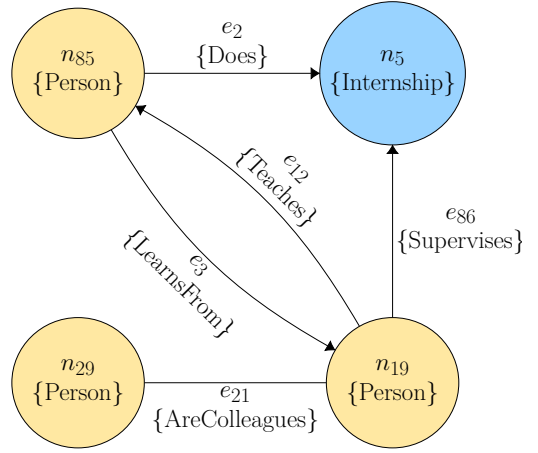 n₈₅
{Person}
e₂
{Does}
n₅
{Internship}
e₁₂
{Teaches}
e₈₆
{Supervises}
e₃
{LearnsFrom}
n₂₉
{Person}
e₂₁
{AreColleagues}
n₁₉
{Person}